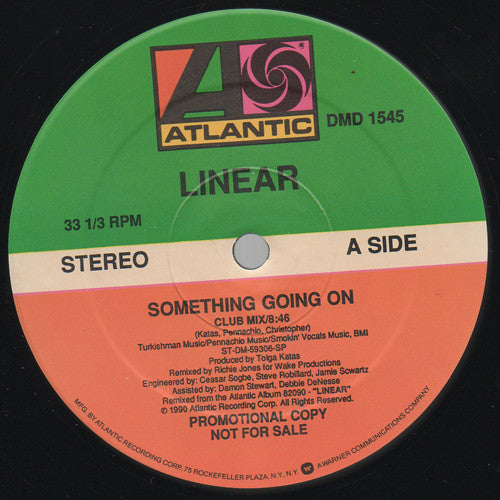 ATLANTIC
DMD 1545
LINEAR
33 1/3 RPM
STEREO
A SIDE
SOMETHING GOING ON
CLUB MIX/8:46
(Katas, Pennachio, Christopher)
Turkishman Music/Pennachio Music/Smokin' Vocals Music, BMI
ST-DM-59306-SP
Produced by Tolga Katas
Remixed by Richie Jones for Wake Productions
Engineered by: Ceasar Sogbe, Steve Robillard, Jamie Scwartz
Assisted by: Damon Stewart, Debbie DeNesse
Remixed from the Atlantic Album 82090 - "LINEAR"
© 1990 Atlantic Recording Corp. All Rights Reserved.
PROMOTIONAL COPY
NOT FOR SALE
MFG. BY ATLANTIC RECORDING CORP. 75 ROCKEFELLER PLAZA, N.Y. N.Y. A WARNER COMMUNICATIONS COMPANY